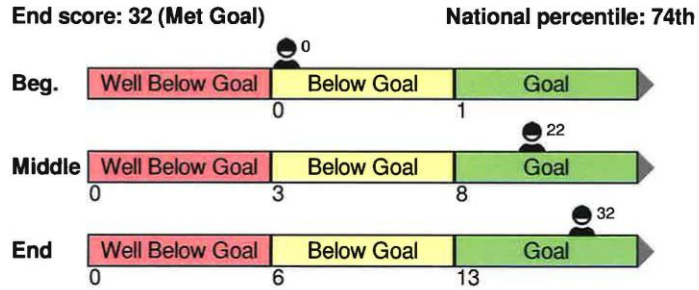 End score: 32 (Met Goal) National percentile: 74th
0
Beg. Well Below Goal Below Goal Goal
0 1
22
Middle Well Below Goal Below Goal Goal
0 3 8
32
End Well Below Goal Below Goal Goal
0 6 13